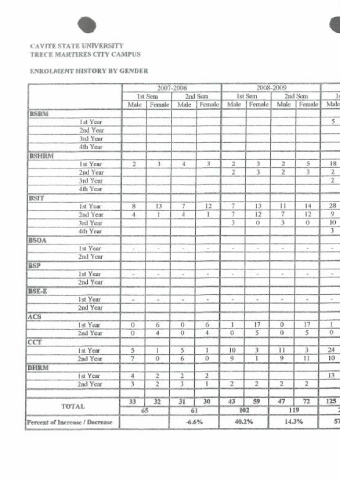 CAVITE STATE UNIVERSITY
TRECE MARTIRES CITY CAMPUS
ENROLMENT HISTORY BY GENDER
2007-2008 2008-2009
1st Sem 2nd Sem 1st Sem 2nd Sem 1s
Male Female Male Female Male Female Male Female Male
BSBM
1st Year 5
2nd Year
3rd Year
4th Year
BSHRM
1st Year 2 3 4 3 2 3 2 5 18
2nd Year 2 3 2 3 2
3rd Year 2
4th Year
BSIT
1st Year 8 13 7 12 7 13 11 14 28
2nd Year 4 1 4 1 7 12 7 12 9
3rd Year 3 0 3 0 10
4th Year 3
BSOA
1st Year - - - - - - - - -
2nd Year
BSP
1st Year - - - - - - - - -
2nd Year
BSE-E
1st Year - - - - - - - - -
2nd Year
ACS
1st Year 0 6 0 6 1 17 0 17 1
2nd Year 0 4 0 4 0 5 0 5 0
CCT
1st Year 5 1 5 1 10 3 11 3 24
2nd Year 7 0 6 0 9 1 9 11 10
DHRM
1st Year 4 2 2 2 13
2nd Year 3 2 3 1 2 2 2 2
TOTAL 33 32 31 30 43 59 47 72 125
65 61 102 119
Percent of Increase / Decrease -6.6% 40.2% 14.3% 57